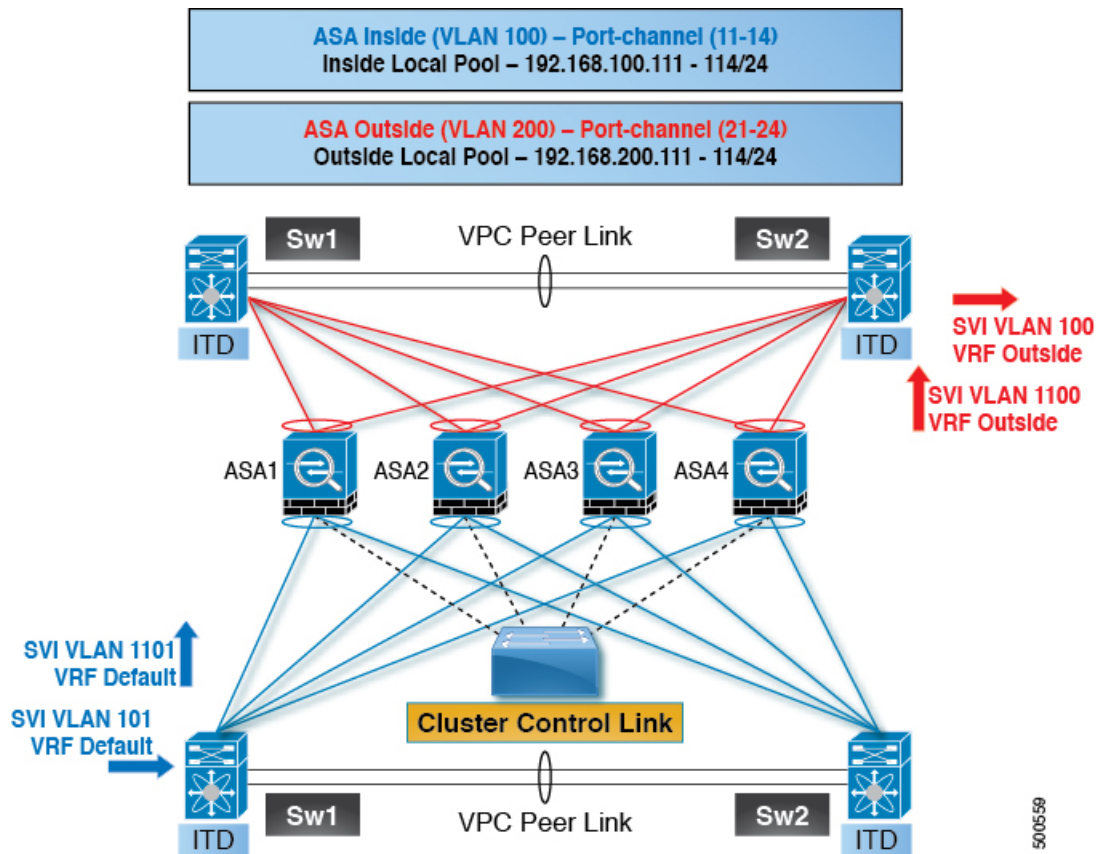 ASA Inside (VLAN 100) – Port-channel (11-14)
Inside Local Pool – 192.168.100.111 - 114/24
ASA Outside (VLAN 200) – Port-channel (21-24)
Outside Local Pool – 192.168.200.111 - 114/24
Sw1
VPC Peer Link
Sw2
ITD
ITD
SVI VLAN 100
VRF Outside
SVI VLAN 1100
VRF Outside
ASA1
ASA2
ASA3
ASA4
SVI VLAN 1101
VRF Default
SVI VLAN 101
VRF Default
Cluster Control Link
Sw1
VPC Peer Link
Sw2
ITD
ITD
500559